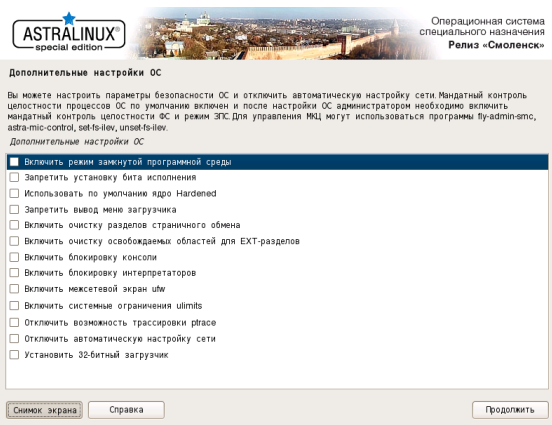 ASTRALINUX®
special edition
Операционная система
специального назначения
Релиз «Смоленск»
Дополнительные настройки ОС
Вы можете настроить параметры безопасности ОС и отключить автоматическую настройку сети. Мандатный контроль
целостности процессов ОС по умолчанию включен и после настройки ОС администратором необходимо включить
мандатный контроль целостности ФС и режим ЗПС. Для управления МКЦ могут использоваться программы fly-admin-smc,
astra-mic-control, set-fs-ilev, unset-fs-ilev.
Дополнительные настройки ОС
Включить режим замкнутой программной среды
Запретить установку бита исполнения
Использовать по умолчанию ядро Hardened
Запретить вывод меню загрузчика
Включить очистку разделов страничного обмена
Включить очистку освобождаемых областей для EXT-разделов
Включить блокировку консоли
Включить блокировку интерпретаторов
Включить межсетевой экран ufw
Включить системные ограничения ulimits
Отключить возможность трассировки ptrace
Отключить автоматическую настройку сети
Установить 32-битный загрузчик
Снимок экрана
Справка
Продолжить